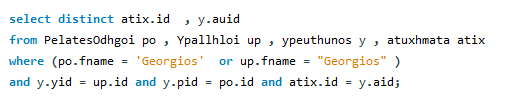 select distinct atix.id , y.auid
from PelatesOdhgoi po , Ypallhloi up , ypeuthunos y , atuxhmata atix
where (po.fname = 'Georgios' or up.fname = "Georgios" )
and y.yid = up.id and y.pid = po.id and atix.id = y.aid;